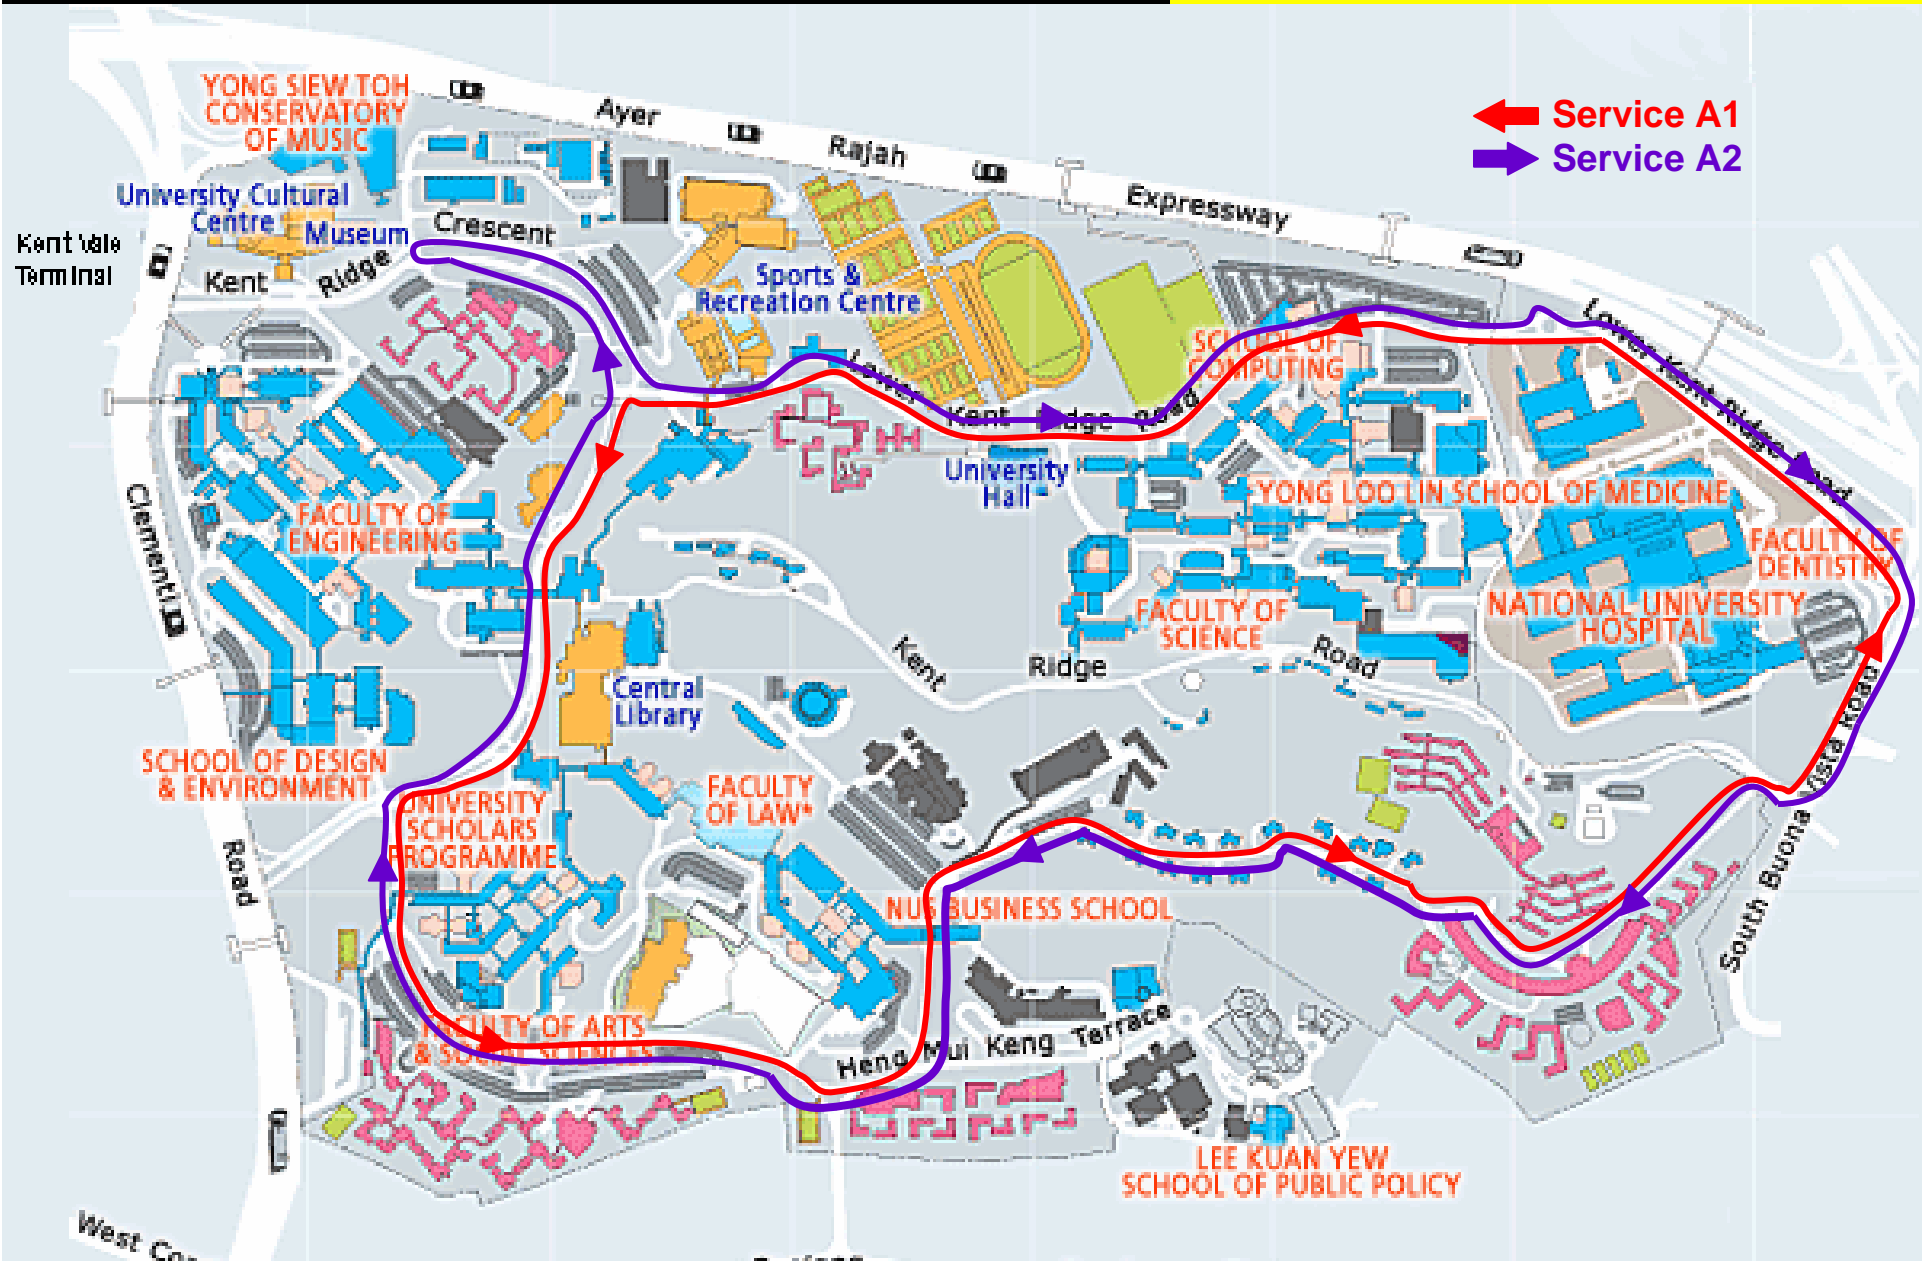 YONG SIEW TOH
CONSERVATORY
OF MUSIC
Ayer
Rajah
Expressway
Service A1
Service A2
University Cultural
Centre
Museum
Crescent
Kent Vale
Terminal
Kent
Ridge
Sports &
Recreation Centre
Lower Kent Ridge Road
SCHOOL OF
COMPUTING
Lower Kent Ridge Road
University
Hall
YONG LOO LIN SCHOOL OF MEDICINE
Clementi
FACULTY OF
ENGINEERING
FACULTY OF
DENTISTRY
FACULTY OF
SCIENCE
NATIONAL UNIVERSITY
HOSPITAL
Kent
Ridge
Road
Central
Library
SCHOOL OF DESIGN
& ENVIRONMENT
UNIVERSITY
SCHOLARS
PROGRAMME
FACULTY
OF LAW*
Road
NUS BUSINESS SCHOOL
South Buona Vista Road
FACULTY OF ARTS
& SOCIAL SCIENCES
Heng Mui Keng Terrace
LEE KUAN YEW
SCHOOL OF PUBLIC POLICY
West